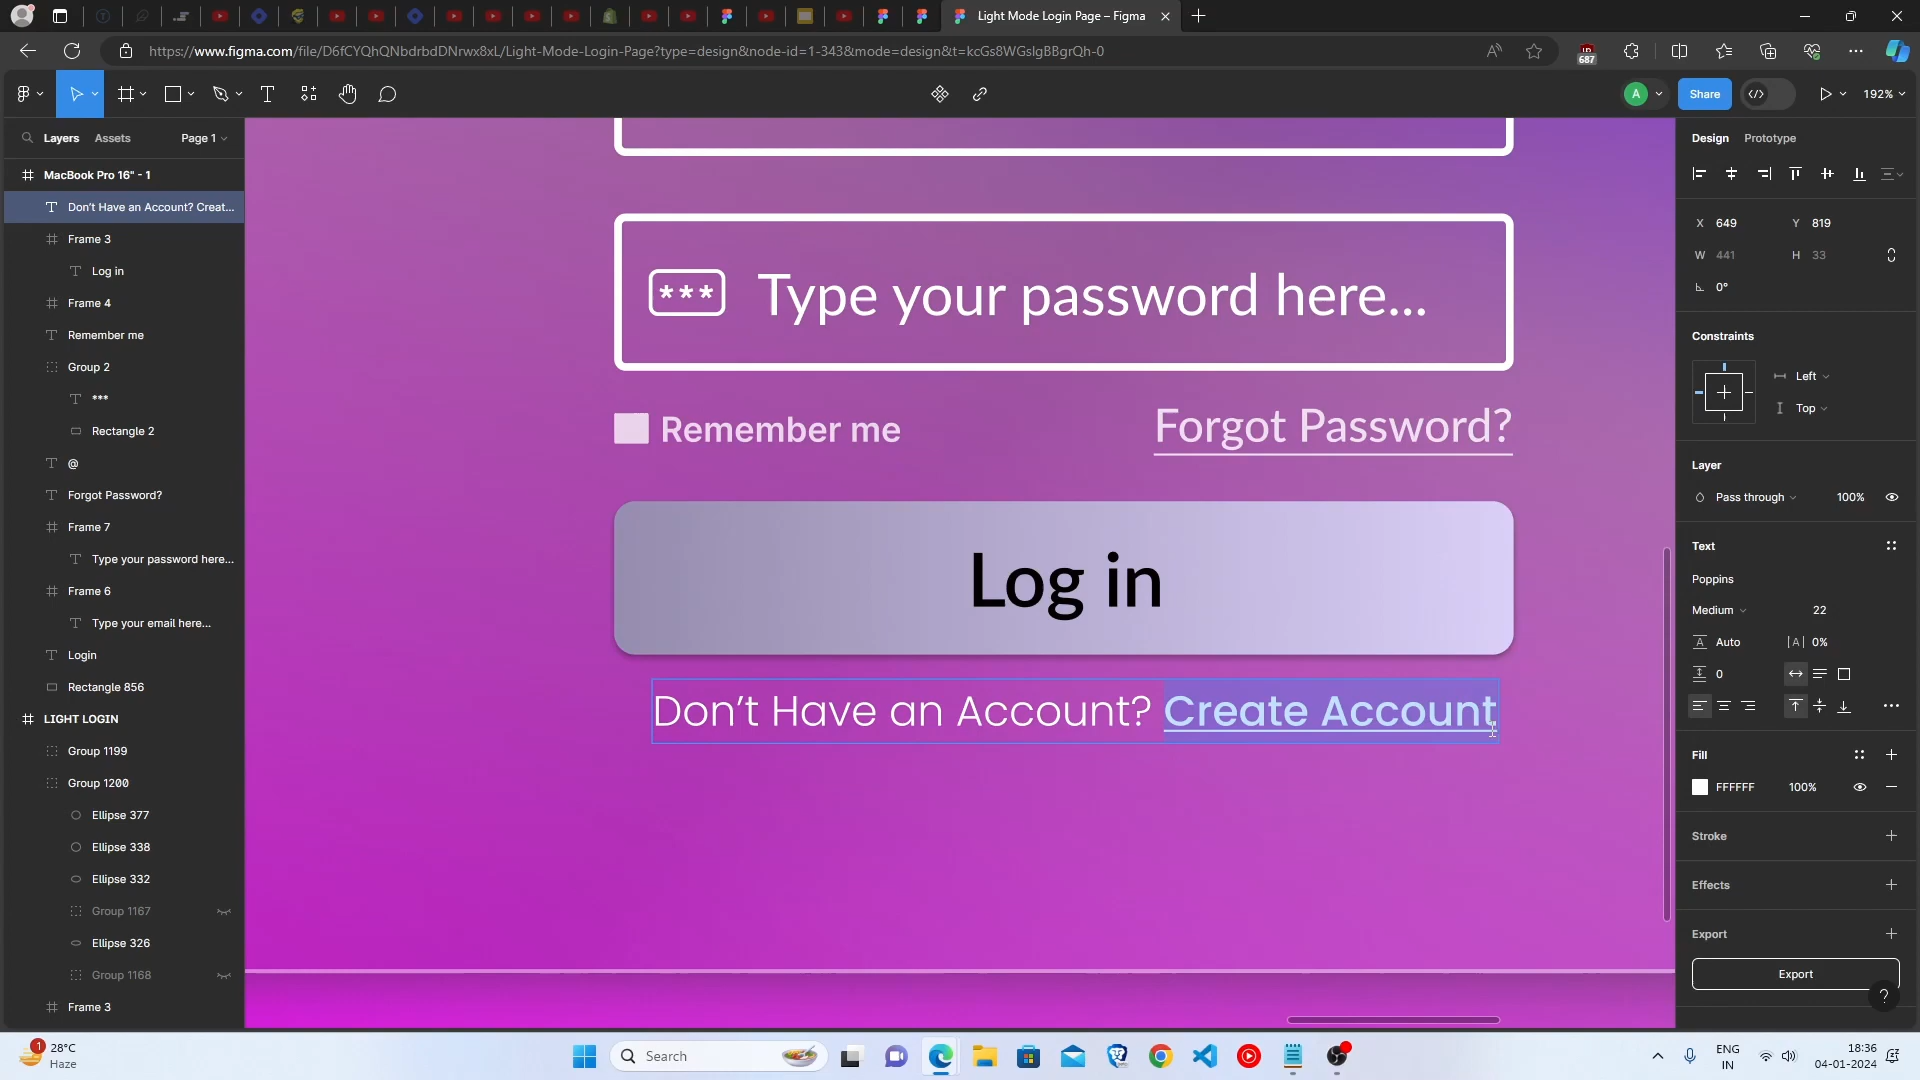 Light Mode Login Page – Figma
https://www.figma.com/file/D6fCYQhQNbdrbdDNrwx8xL/Light-Mode-Login-Page?type=design&node-id=1-343&mode=design&t=kcGs8WGslgBBgrQh-0
687
A
Share
192%
Layers
Assets
Page 1
MacBook Pro 16" - 1
Don’t Have an Account? Creat...
Frame 3
Log in
Frame 4
Remember me
Group 2
***
Rectangle 2
@
Forgot Password?
Frame 7
Type your password here...
Frame 6
Type your email here...
Login
Rectangle 856
LIGHT LOGIN
Group 1199
Group 1200
Ellipse 377
Ellipse 338
Ellipse 332
Group 1167
Ellipse 326
Group 1168
Frame 3
*** Type your password here...
Remember me
Forgot Password?
Log in
Don’t Have an Account? Create Account
Design
Prototype
X 649
Y 819
W 441
H 33
0°
Constraints
Left
Top
Layer
Pass through
100%
Text
Poppins
Medium
22
Auto
|A| 0%
0
Fill
FFFFFF
100%
Stroke
Effects
Export
Export
?
1
28°C
Haze
Search
ENG
IN
18:36
04-01-2024